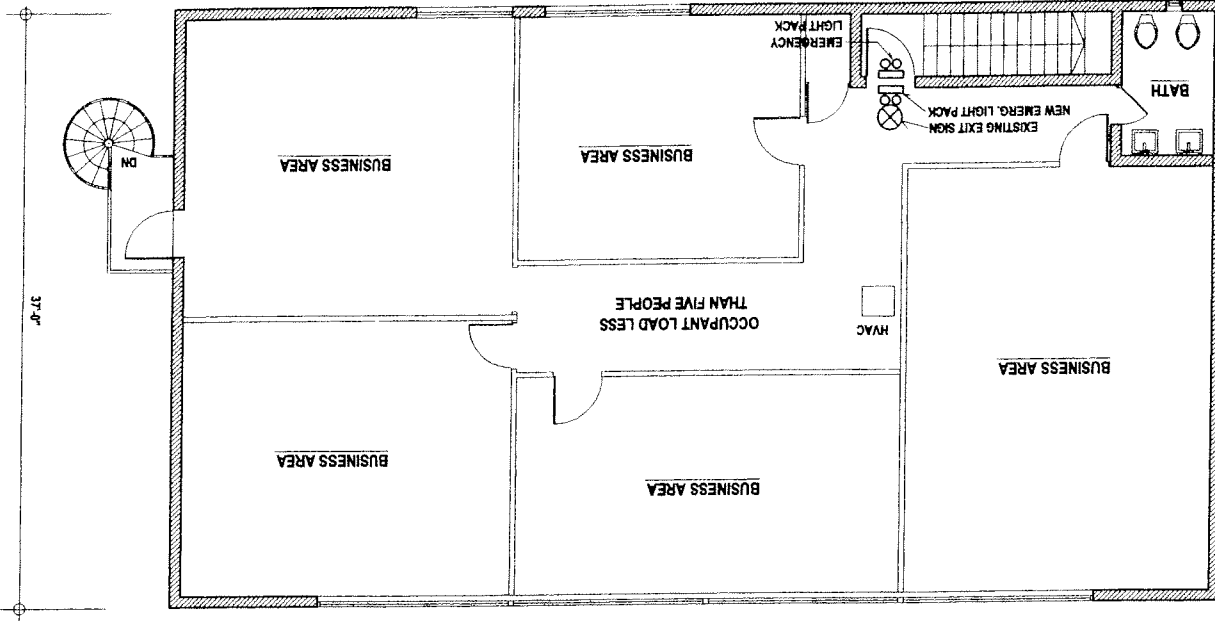 BUSINESS AREA
BUSINESS AREA
BUSINESS AREA
HVAC
OCCUPANT LOAD LESS
THAN FIVE PEOPLE
37'-0"
BUSINESS AREA
BUSINESS AREA
DN
EXISTING EXIT SIGN
NEW EMERG. LIGHT PACK
BATH
EMERGENCY
LIGHT PACK